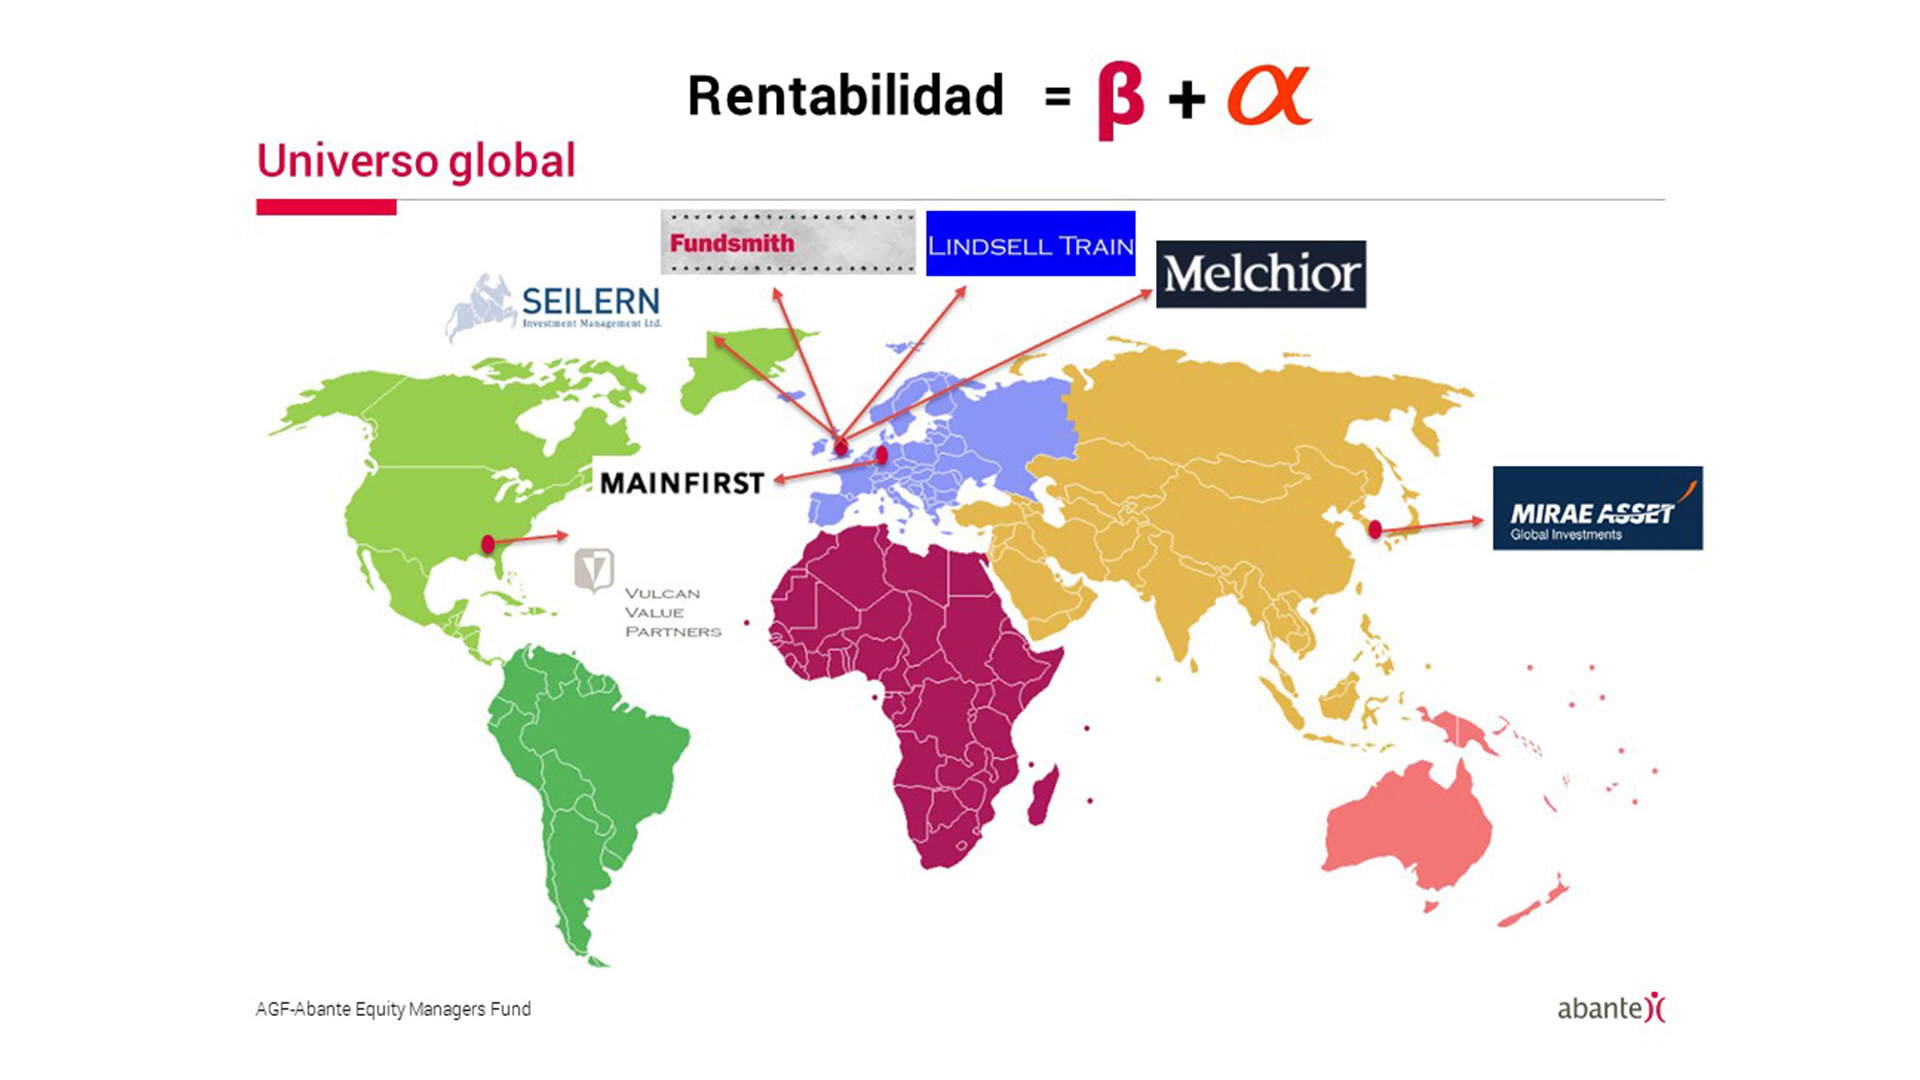 Rentabilidad = β + α
Universo global
Fundsmith
LINDSELL TRAIN
Melchior
SEILERN
Investment Management Ltd.
MAINFIRST
MIRAE ASSET
Global Investments
VULCAN
VALUE
PARTNERS
AGF-Abante Equity Managers Fund
abante